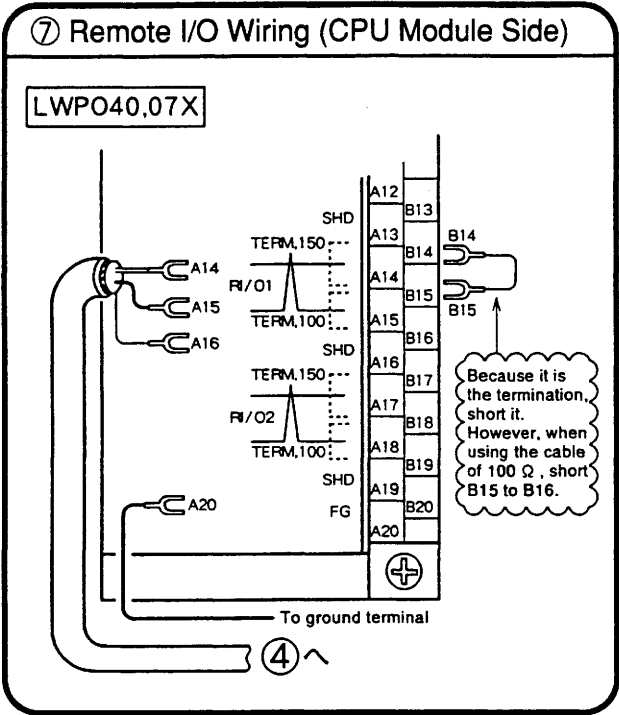 ⑦ Remote I/O Wiring (CPU Module Side)
LWP040,07X
A14
A15
A16
A20
SHD
TERM,150
RI/O1
TERM,100
SHD
TERM,150
RI/O2
TERM,100
SHD
FG
A12
A13
A14
A15
A16
A17
A18
A19
A20
B13
B14
B15
B16
B17
B18
B19
B20
B14
B15
Because it is
the termination,
short it.
However, when
using the cable
of 100 Ω , short
B15 to B16.
To ground terminal
④へ